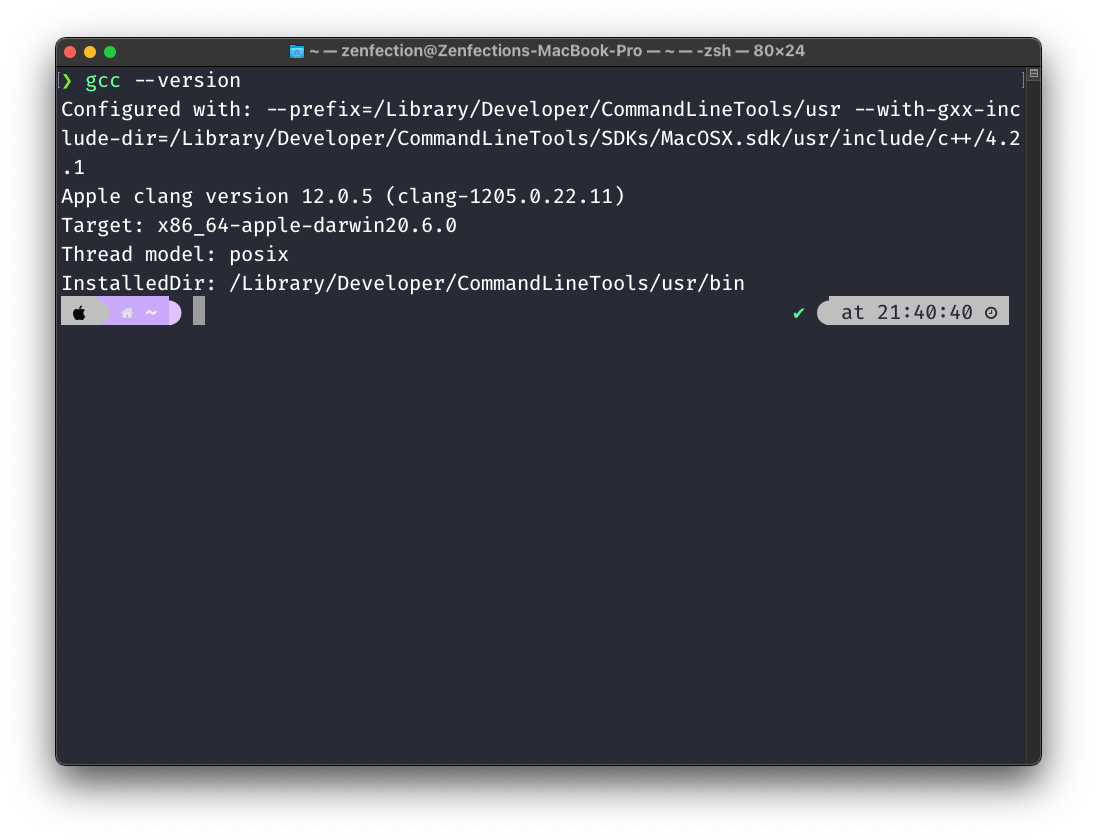 ~ — zenfection@Zenfections-MacBook-Pro — ~ — -zsh — 80×24
❯ gcc --version
Configured with: --prefix=/Library/Developer/CommandLineTools/usr --with-gxx-inc
lude-dir=/Library/Developer/CommandLineTools/SDKs/MacOSX.sdk/usr/include/c++/4.2
.1
Apple clang version 12.0.5 (clang-1205.0.22.11)
Target: x86_64-apple-darwin20.6.0
Thread model: posix
InstalledDir: /Library/Developer/CommandLineTools/usr/bin
~ ✔ at 21:40:40